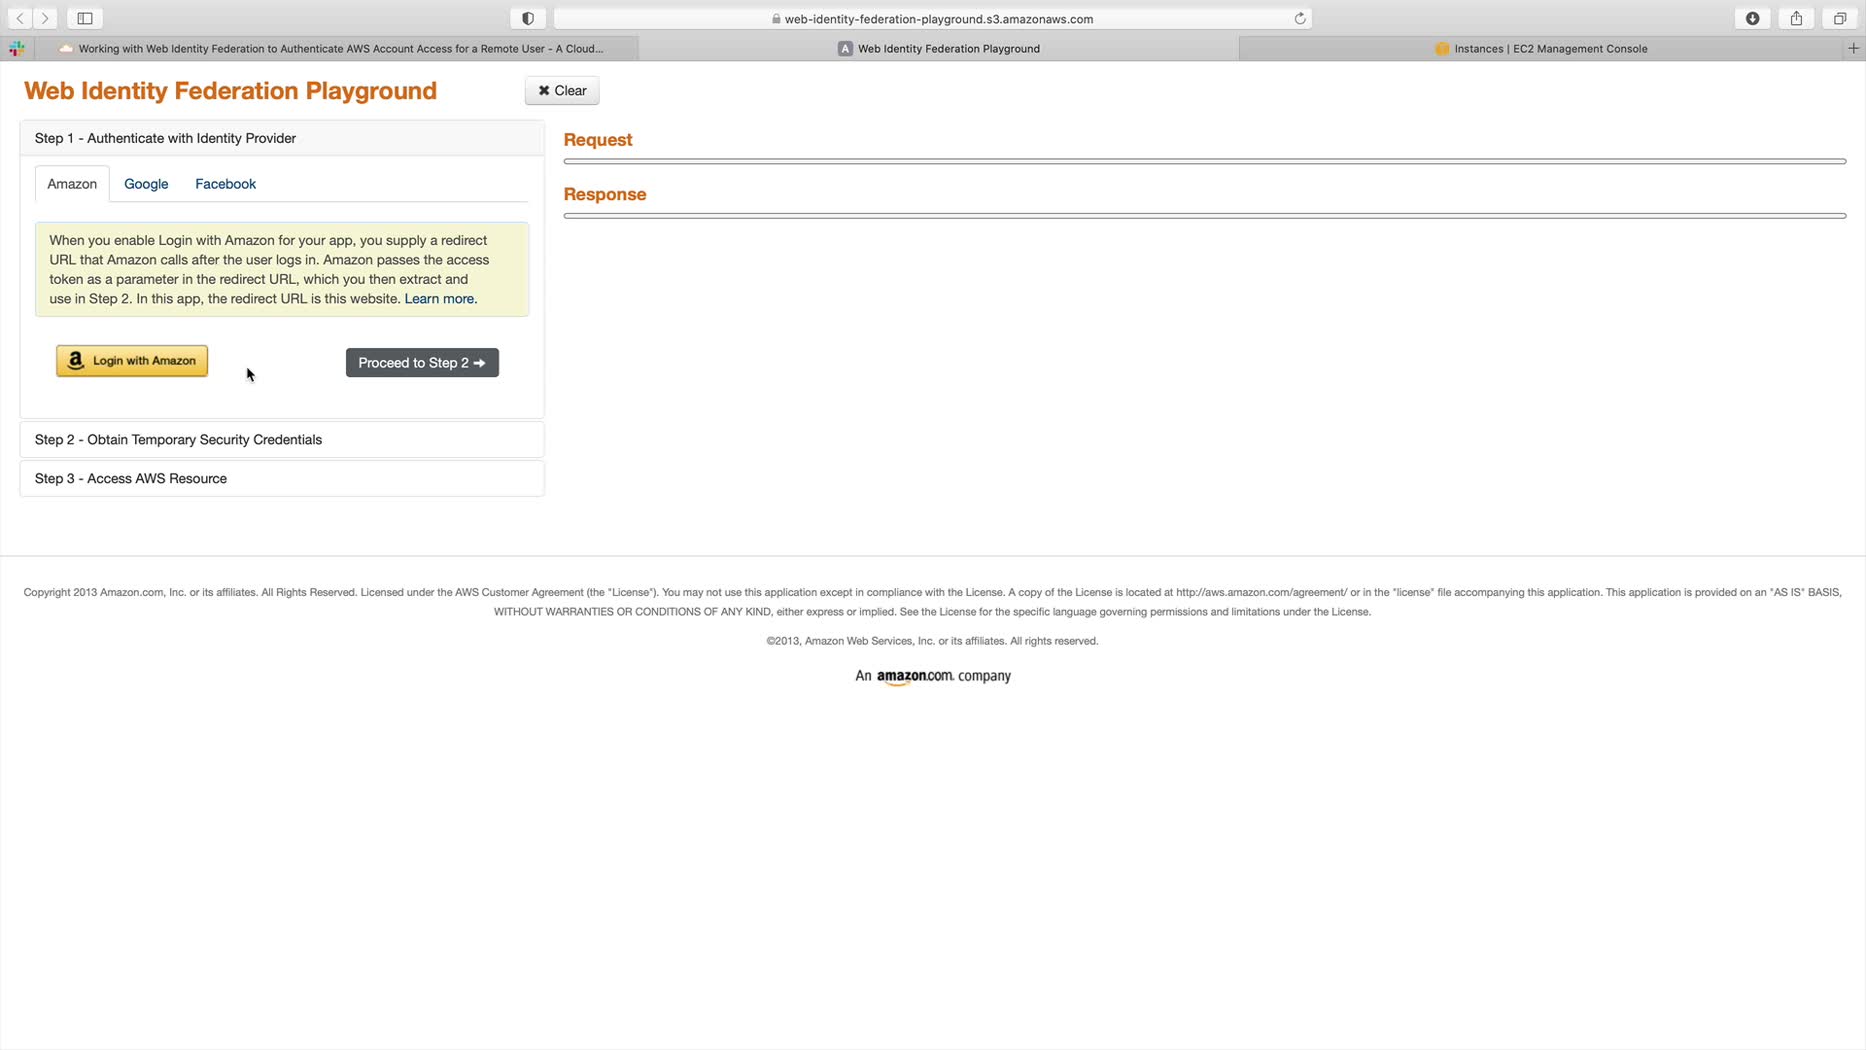 web-identity-federation-playground.s3.amazonaws.com
Working with Web Identity Federation to Authenticate AWS Account Access for a Remote User - A Cloud...
A Web Identity Federation Playground
Instances | EC2 Management Console
Web Identity Federation Playground
✖ Clear
Step 1 - Authenticate with Identity Provider
Amazon Google Facebook
When you enable Login with Amazon for your app, you supply a redirect
URL that Amazon calls after the user logs in. Amazon passes the access
token as a parameter in the redirect URL, which you then extract and
use in Step 2. In this app, the redirect URL is this website. Learn more.
a Login with Amazon
Proceed to Step 2 ➔
Step 2 - Obtain Temporary Security Credentials
Step 3 - Access AWS Resource
Request
Response
Copyright 2013 Amazon.com, Inc. or its affiliates. All Rights Reserved. Licensed under the AWS Customer Agreement (the "License"). You may not use this application except in compliance with the License. A copy of the License is located at http://aws.amazon.com/agreement/ or in the "license" file accompanying this application. This application is provided on an "AS IS" BASIS,
WITHOUT WARRANTIES OR CONDITIONS OF ANY KIND, either express or implied. See the License for the specific language governing permissions and limitations under the License.
©2013, Amazon Web Services, Inc. or its affiliates. All rights reserved.
An amazon.com. company